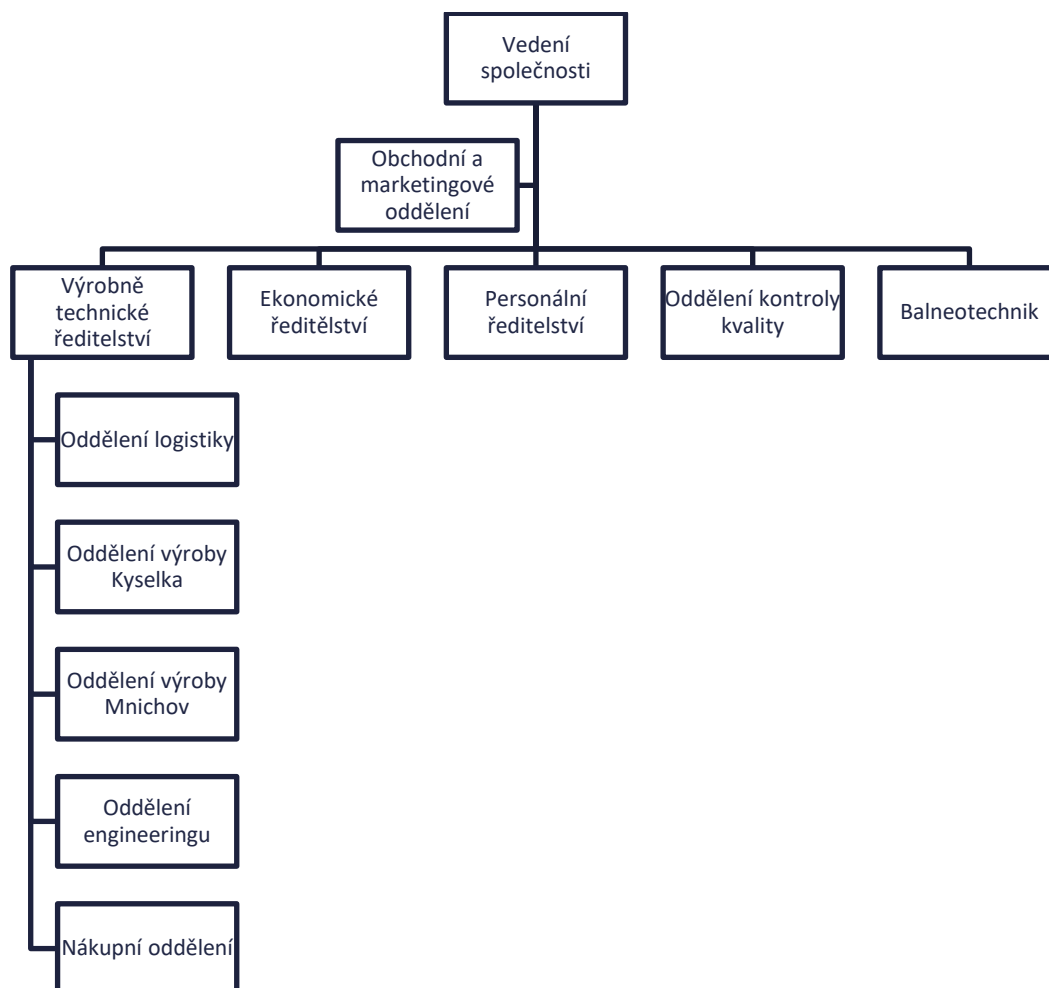 Vedení
společnosti
Obchodní a
marketingové
oddělení
Výrobně
technické
ředitelství
Ekonomické
ředitělství
Personální
ředitelství
Oddělení kontroly
kvality
Balneotechnik
Oddělení logistiky
Oddělení výroby
Kyselka
Oddělení výroby
Mnichov
Oddělení
engineeringu
Nákupní oddělení